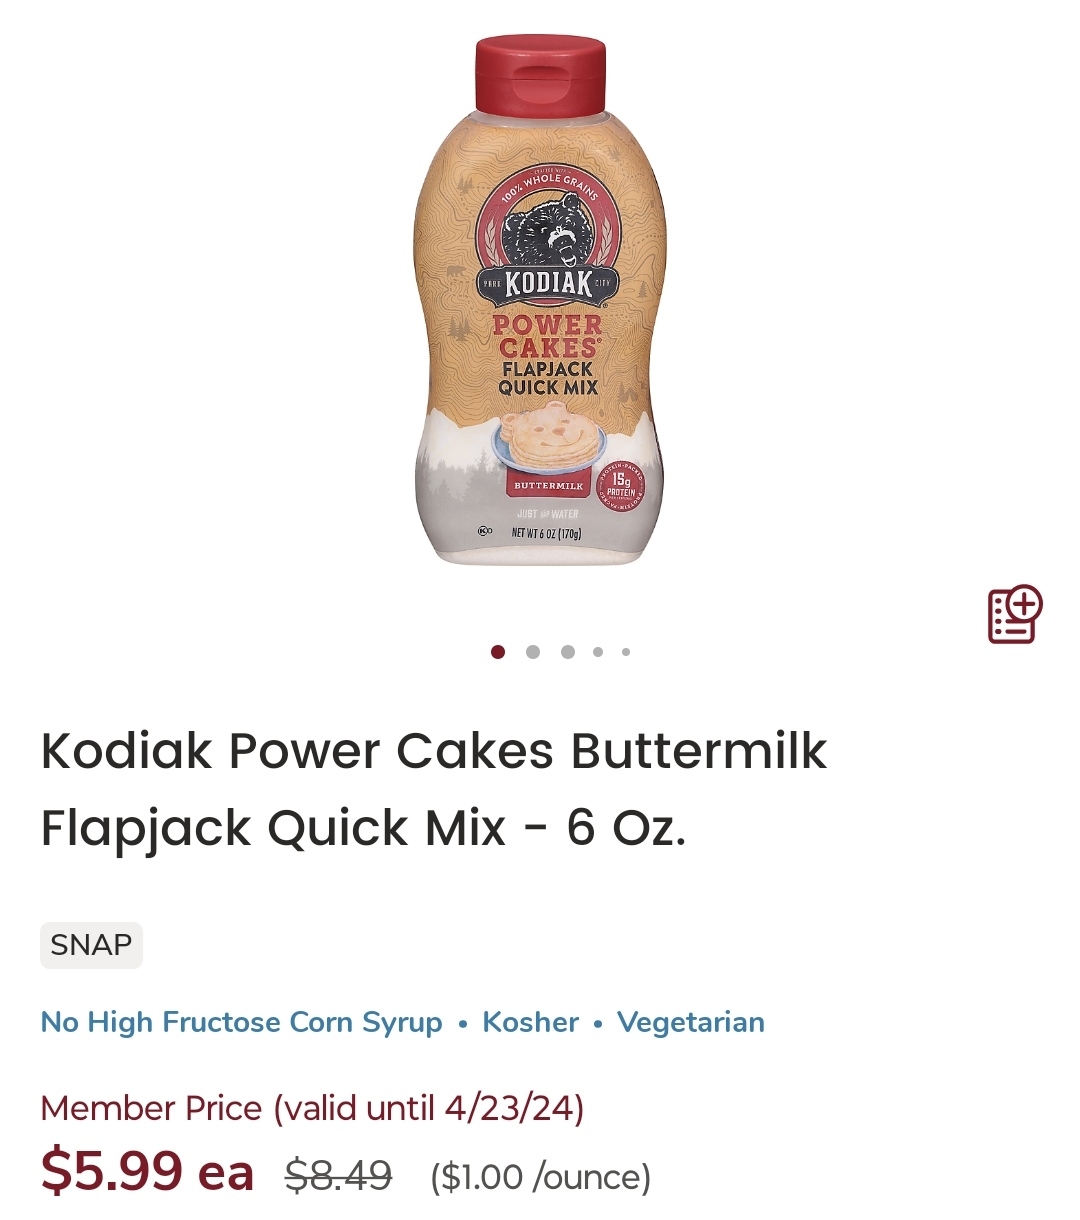 100% WHOLE GRAINS
PARK KODIAK CITY
POWER
CAKES®
FLAPJACK
QUICK MIX
BUTTERMILK
PROTEIN-PACKED
15g
PROTEIN
JUST ADD WATER
NET WT 6 OZ (170g)
Kodiak Power Cakes Buttermilk
Flapjack Quick Mix - 6 Oz.
SNAP
No High Fructose Corn Syrup • Kosher • Vegetarian
Member Price (valid until 4/23/24)
$5.99 ea $8.49 ($1.00 /ounce)